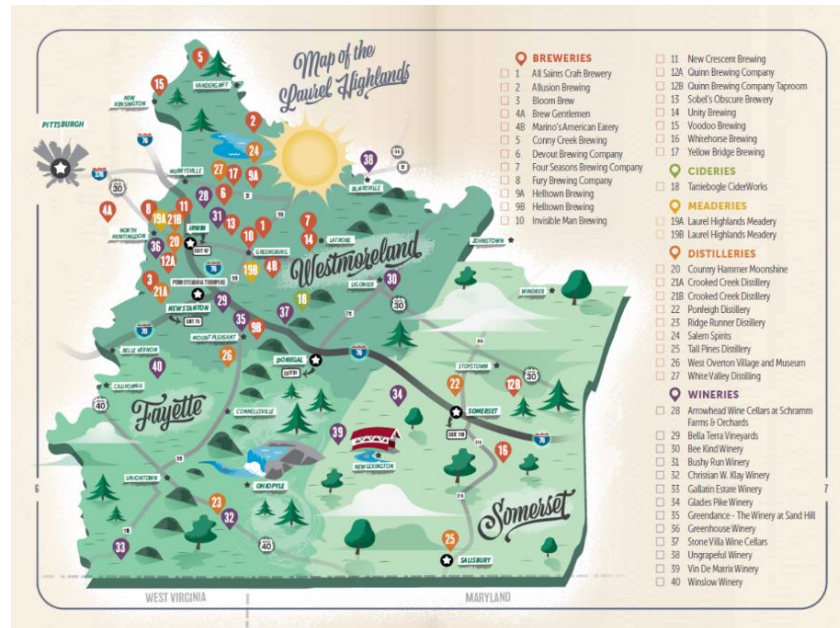 Map of the
Laurel Highlands
PITTSBURGH
NEW
KENSINGTON
VANDERGRIFT
MURRYSVILLE
BLAIRSVILLE
NORTH
HUNTINGDON
IRWIN
GREENSBURG
LATROBE
JOHNSTOWN
Westmoreland
PENNSYLVANIA TURNPIKE
NEW STANTON
LIGONIER
WINDBER
MOUNT PLEASANT
BELLE VERNON
DONEGAL
STOYSTOWN
CALIFORNIA
Fayette
CONNELLSVILLE
SOMERSET
NEW LEXINGTON
UNIONTOWN
OHIOPYLE
Somerset
SALISBURY
WEST VIRGINIA
MARYLAND
6
7
BREWERIES
1 All Saints Craft Brewery
2 Allusion Brewing
3 Bloom Brew
4A Brew Gentlemen
4B Marino's American Eatery
5 Conny Creek Brewing
6 Devout Brewing Company
7 Four Seasons Brewing Company
8 Fury Brewing Company
9A Helltown Brewing
9B Helltown Brewing
10 Invisible Man Brewing
11 New Crescent Brewing
12A Quinn Brewing Company
12B Quinn Brewing Company Taproom
13 Sobel's Obscure Brewery
14 Unity Brewing
15 Voodoo Brewing
16 Whitehorse Brewing
17 Yellow Bridge Brewing
CIDERIES
18 Tattiebogle CiderWorks
MEADERIES
19A Laurel Highlands Meadery
19B Laurel Highlands Meadery
DISTILLERIES
20 Country Hammer Moonshine
21A Crooked Creek Distillery
21B Crooked Creek Distillery
22 Ponfeigh Distillery
23 Ridge Runner Distillery
24 Salem Spirits
25 Tall Pines Distillery
26 West Overton Village and Museum
27 White Valley Distilling
WINERIES
28 Arrowhead Wine Cellars at Schramm
Farms & Orchards
29 Bella Terra Vineyards
30 Bee Kind Winery
31 Bushy Run Winery
32 Christian W. Klay Winery
33 Gallatin Estate Winery
34 Glades Pike Winery
35 Greendance - The Winery at Sand Hill
36 Greenhouse Winery
37 Stone Villa Wine Cellars
38 Ungrapeful Winery
39 Vin De Matrix Winery
40 Winslow Winery